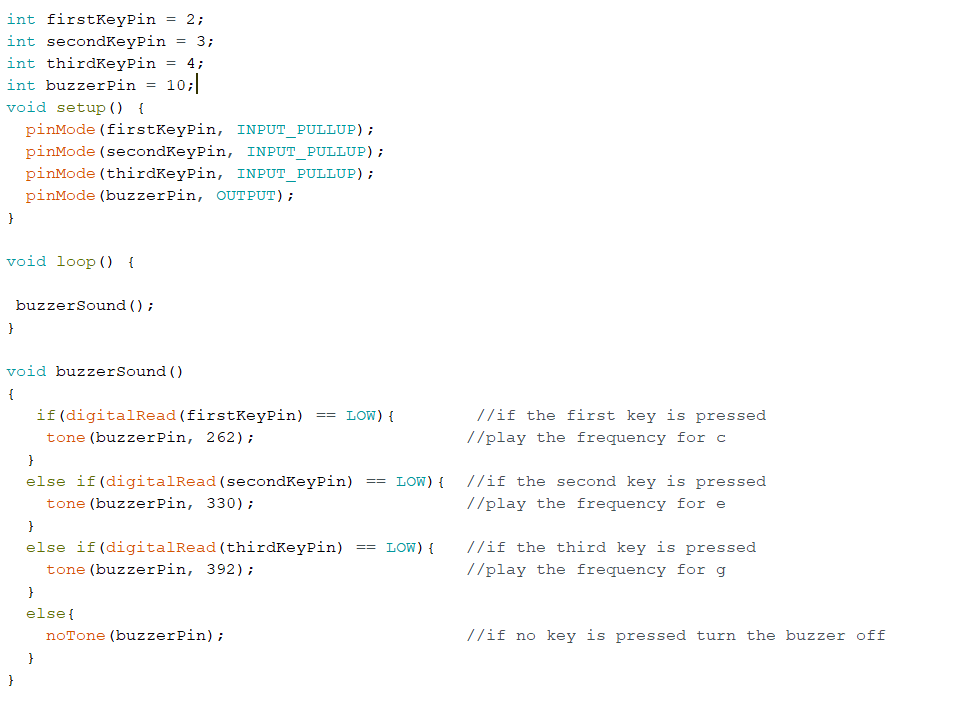 int firstKeyPin = 2;
int secondKeyPin = 3;
int thirdKeyPin = 4;
int buzzerPin = 10;
void setup() {
  pinMode(firstKeyPin, INPUT_PULLUP);
  pinMode(secondKeyPin, INPUT_PULLUP);
  pinMode(thirdKeyPin, INPUT_PULLUP);
  pinMode(buzzerPin, OUTPUT);
}

void loop() {

 buzzerSound();
}

void buzzerSound()
{
   if(digitalRead(firstKeyPin) == LOW){        //if the first key is pressed
    tone(buzzerPin, 262);                     //play the frequency for c
  }
  else if(digitalRead(secondKeyPin) == LOW){  //if the second key is pressed
    tone(buzzerPin, 330);                     //play the frequency for e
  }
  else if(digitalRead(thirdKeyPin) == LOW){   //if the third key is pressed
    tone(buzzerPin, 392);                     //play the frequency for g
  }
  else{
    noTone(buzzerPin);                        //if no key is pressed turn the buzzer off
  }
}